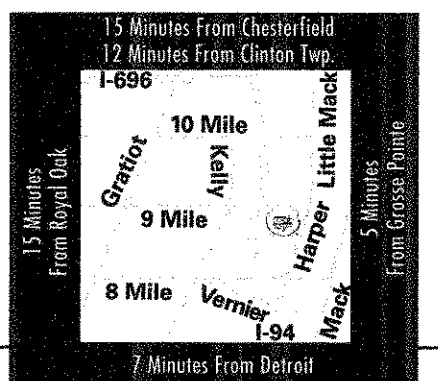 15 Minutes From Chesterfield
12 Minutes From Clinton Twp.
I-696
10 Mile
Gratiot
Kelly
Little Mack
15 Minutes
From Royal Oak
9 Mile
Harper
5 Minutes
From Grosse Pointe
8 Mile
Vernier
I-94
Mack
7 Minutes From Detroit